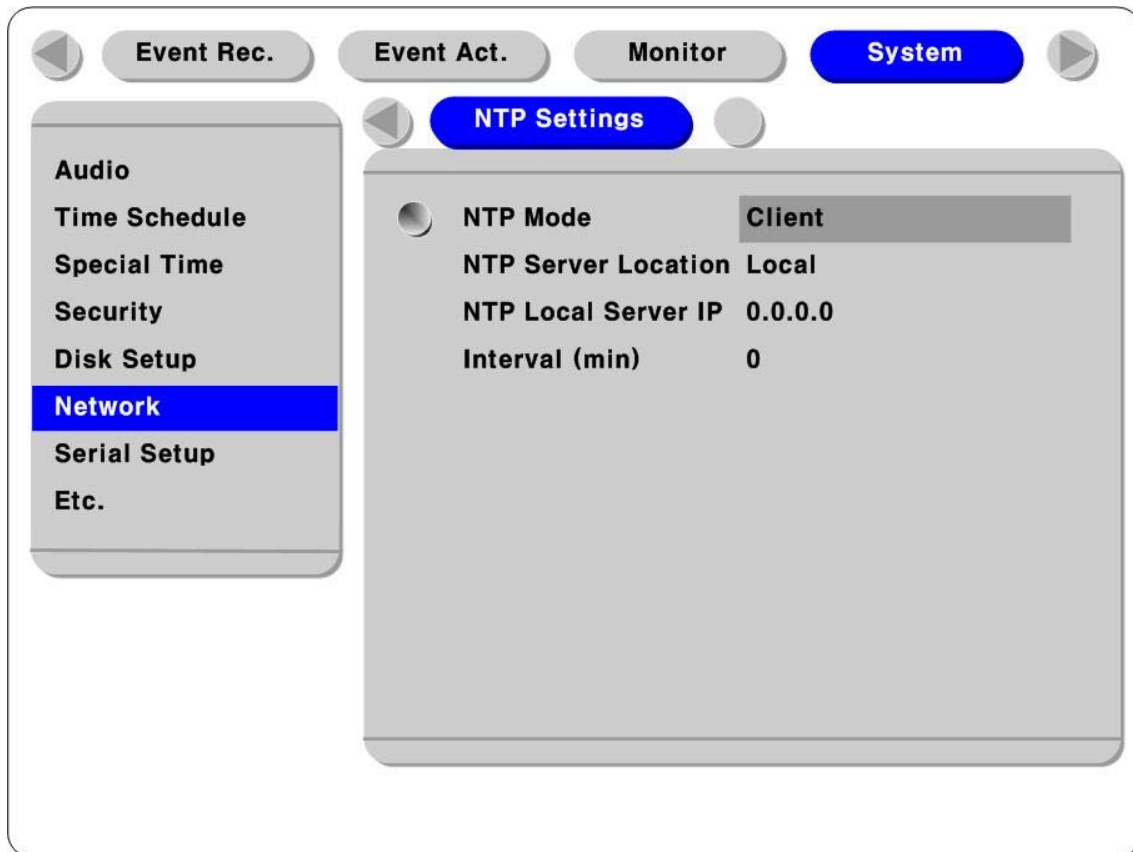 Event Rec. Event Act. Monitor System
NTP Settings
Audio
Time Schedule
Special Time
Security
Disk Setup
Network
Serial Setup
Etc.
NTP Mode Client
NTP Server Location Local
NTP Local Server IP 0.0.0.0
Interval (min) 0